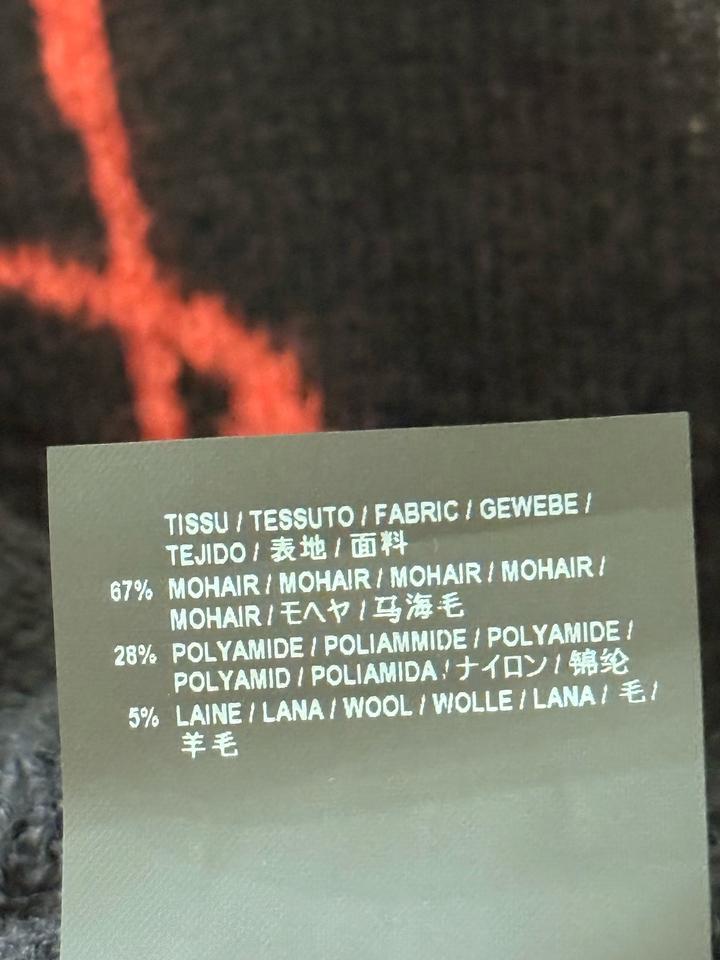 TISSU / TESSUTO / FABRIC / GEWEBE /
TEJIDO / 表地 / 面料
67% MOHAIR / MOHAIR / MOHAIR / MOHAIR /
MOHAIR / モヘヤ / 马海毛
28% POLYAMIDE / POLIAMMIDE / POLYAMIDE /
POLYAMID / POLIAMIDA / ナイロン / 锦纶
5% LAINE / LANA / WOOL / WOLLE / LANA / 毛 /
羊毛